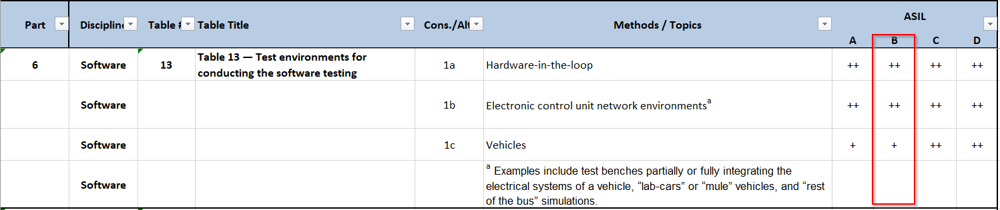 Part Discipline Table # Table Title Cons./Alt Methods / Topics ASIL
A B C D
6 Software 13 Table 13 — Test environments for 1a Hardware-in-the-loop ++ ++ ++ ++
conducting the software testing
Software 1b Electronic control unit network environmentsᵃ ++ ++ ++ ++
Software 1c Vehicles + + ++ ++
ᵃ Examples include test benches partially or fully integrating the
Software electrical systems of a vehicle, “lab-cars” or “mule” vehicles, and “rest
of the bus” simulations.